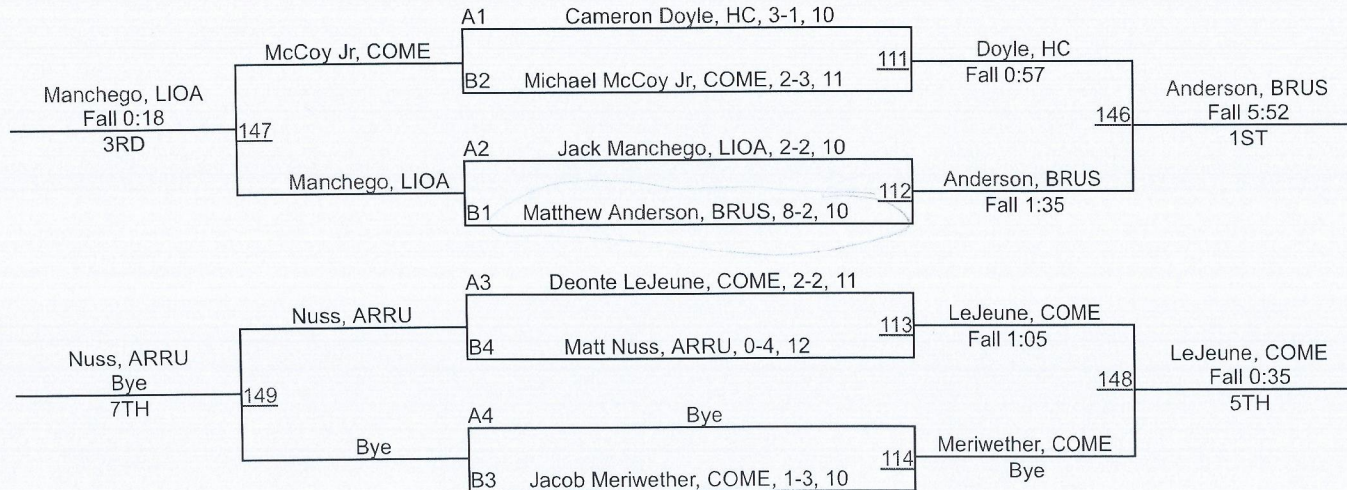 A1 Cameron Doyle, HC, 3-1, 10
McCoy Jr, COME
111
Doyle, HC
Fall 0:57
B2 Michael McCoy Jr, COME, 2-3, 11
Manchego, LIOA
Fall 0:18
3RD
147
146
Anderson, BRUS
Fall 5:52
1ST
A2 Jack Manchego, LIOA, 2-2, 10
Manchego, LIOA
112
Anderson, BRUS
Fall 1:35
B1 Matthew Anderson, BRUS, 8-2, 10
A3 Deonte LeJeune, COME, 2-2, 11
Nuss, ARRU
113
LeJeune, COME
Fall 1:05
B4 Matt Nuss, ARRU, 0-4, 12
Nuss, ARRU
Bye
7TH
149
148
LeJeune, COME
Fall 0:35
5TH
A4 Bye
Bye
114
Meriwether, COME
Bye
B3 Jacob Meriwether, COME, 1-3, 10